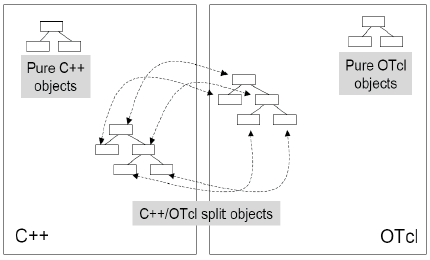 Pure C++
objects
Pure OTcl
objects
C++/OTcl split objects
C++
OTcl